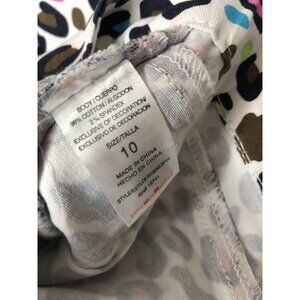 BODY / CUERPO
98% COTTON / ALGODON
2 % SPANDEX
EXCLUSIVE OF DECORATION
EXCLUSIVO DE DECORACION
SIZE/TALLA
10
MADE IN CHINA
HECHO EN CHINA